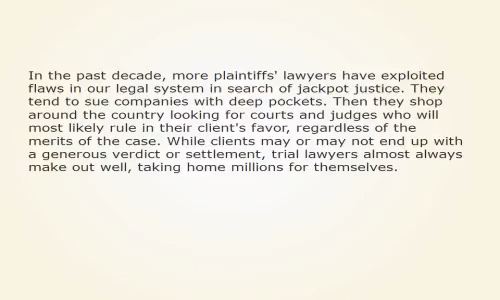 In the past decade, more plaintiffs' lawyers have exploited
flaws in our legal system in search of jackpot justice. They
tend to sue companies with deep pockets. Then they shop
around the country looking for courts and judges who will
most likely rule in their client's favor, regardless of the
merits of the case. While clients may or may not end up with
a generous verdict or settlement, trial lawyers almost always
make out well, taking home millions for themselves.